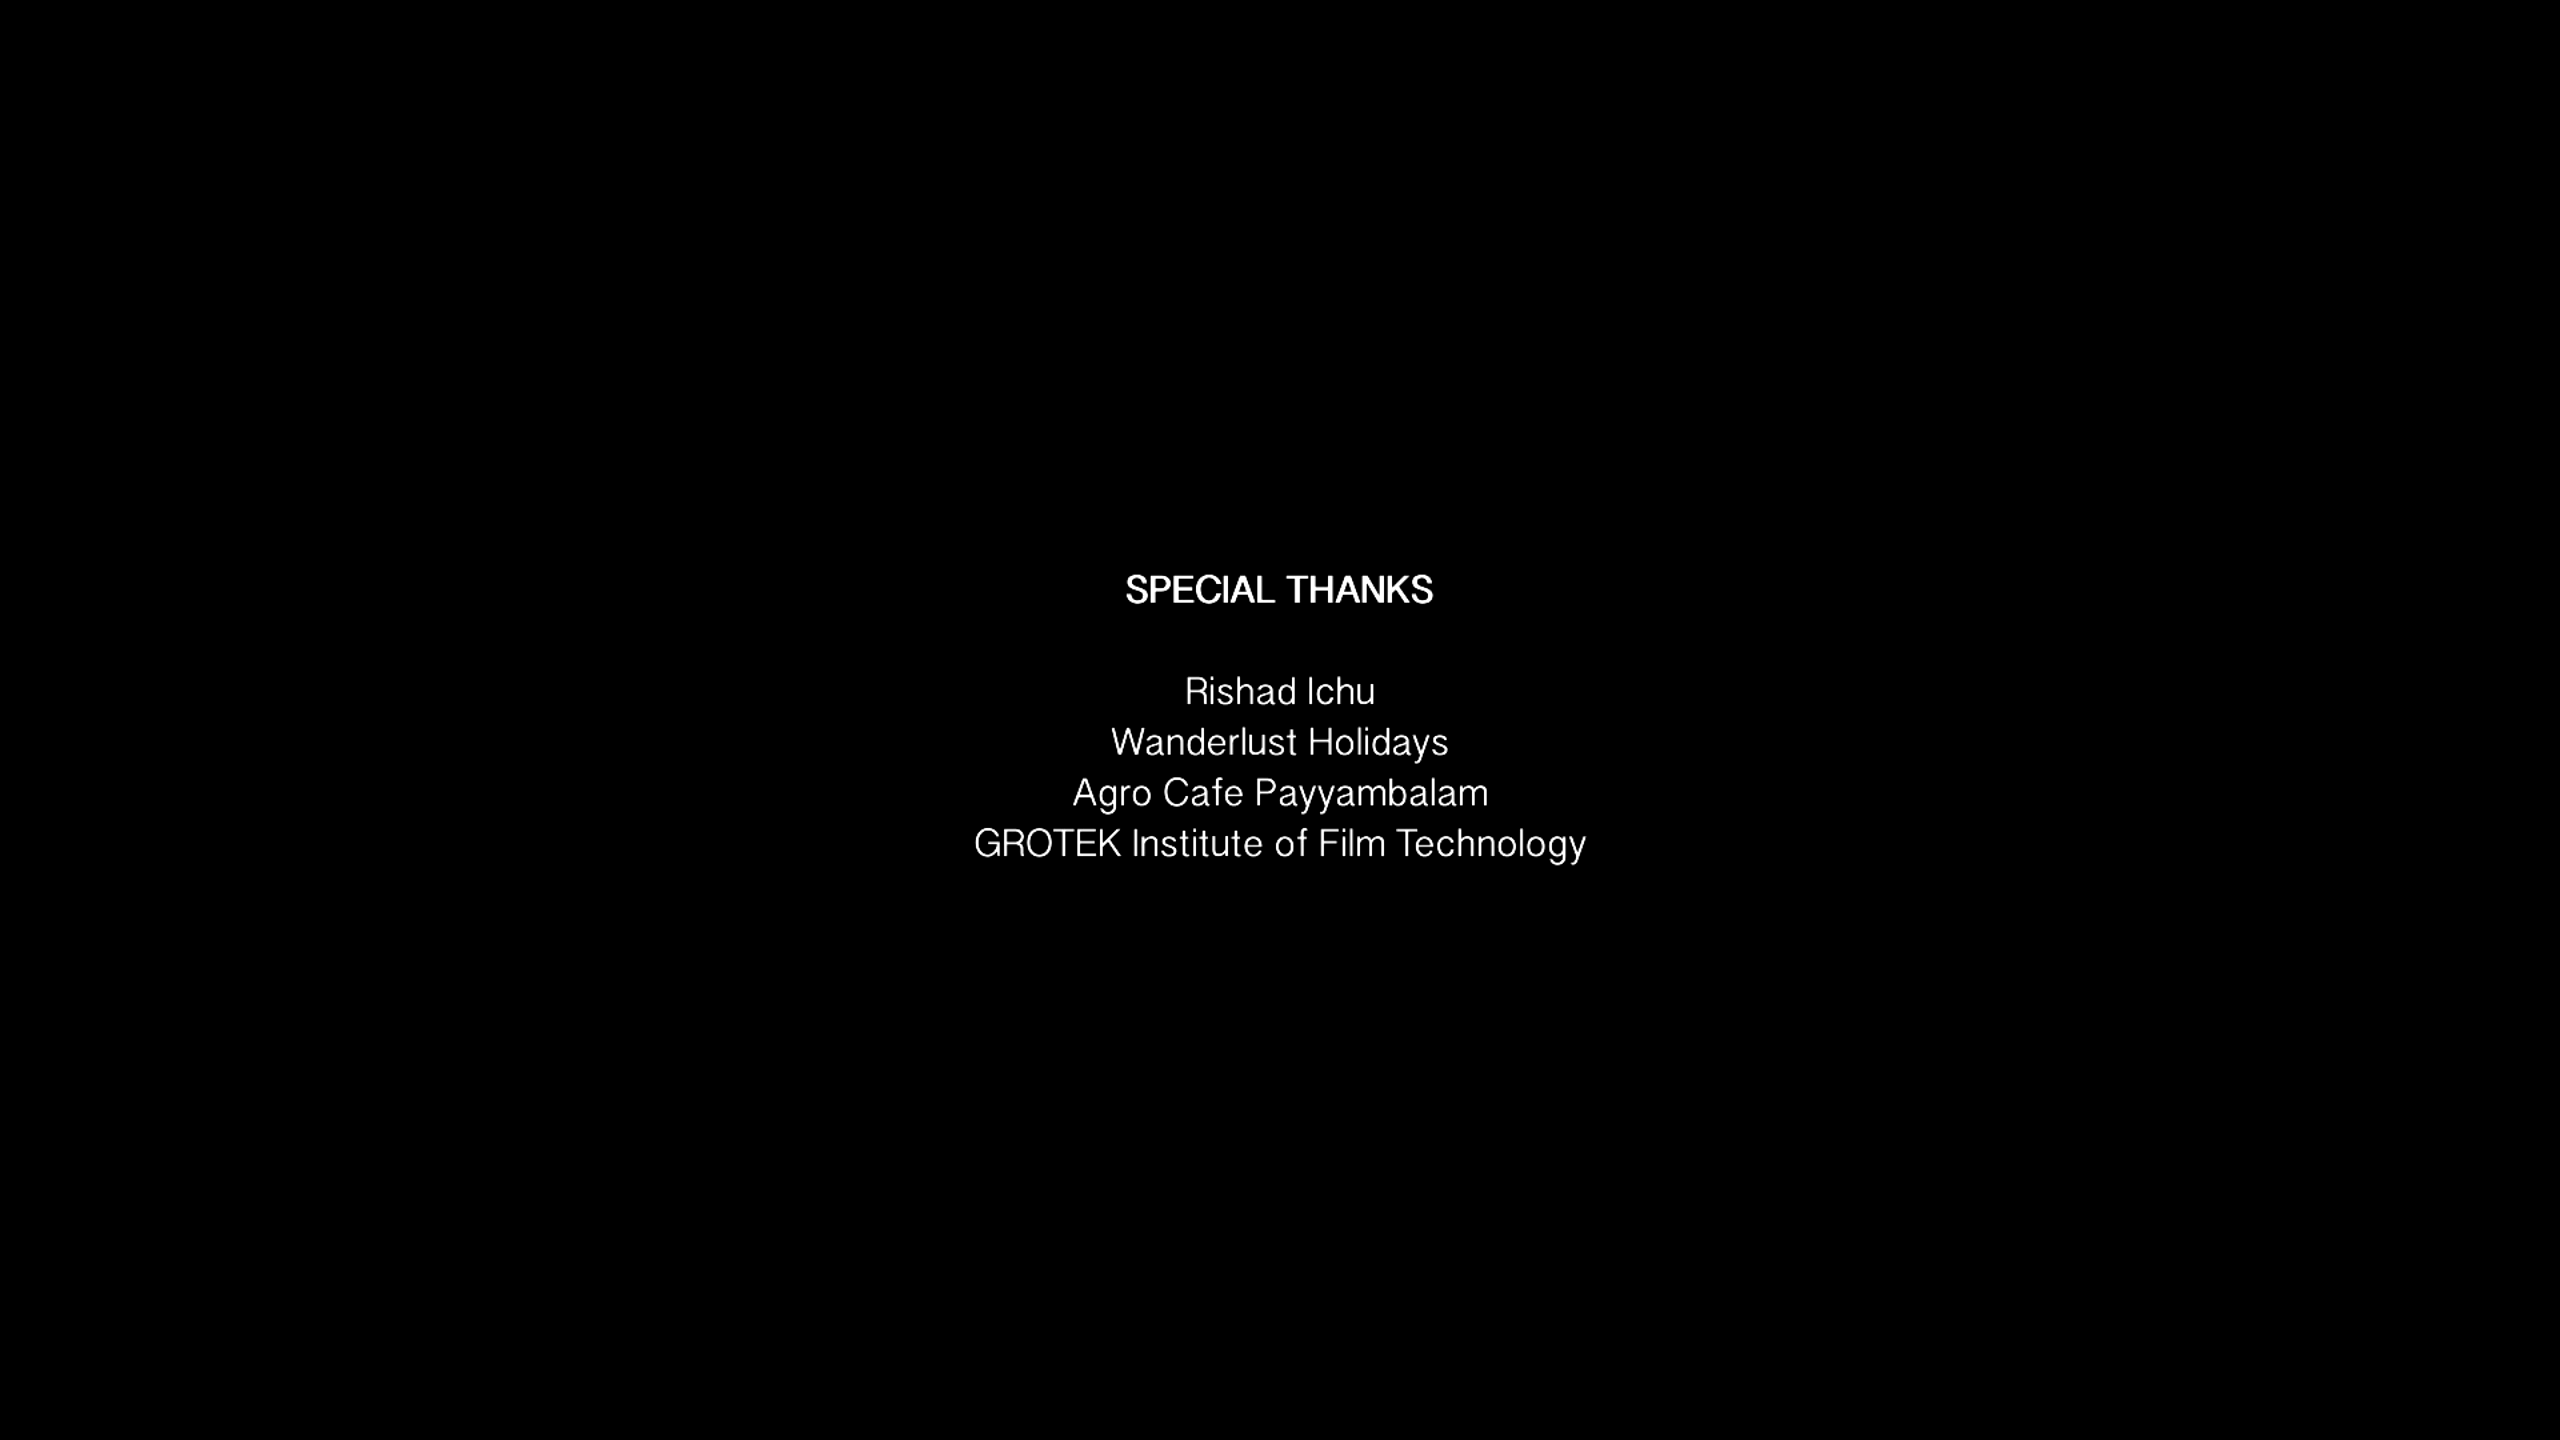 SPECIAL THANKS
Rishad Ichu
Wanderlust Holidays
Agro Cafe Payyambalam
GROTEK Institute of Film Technology